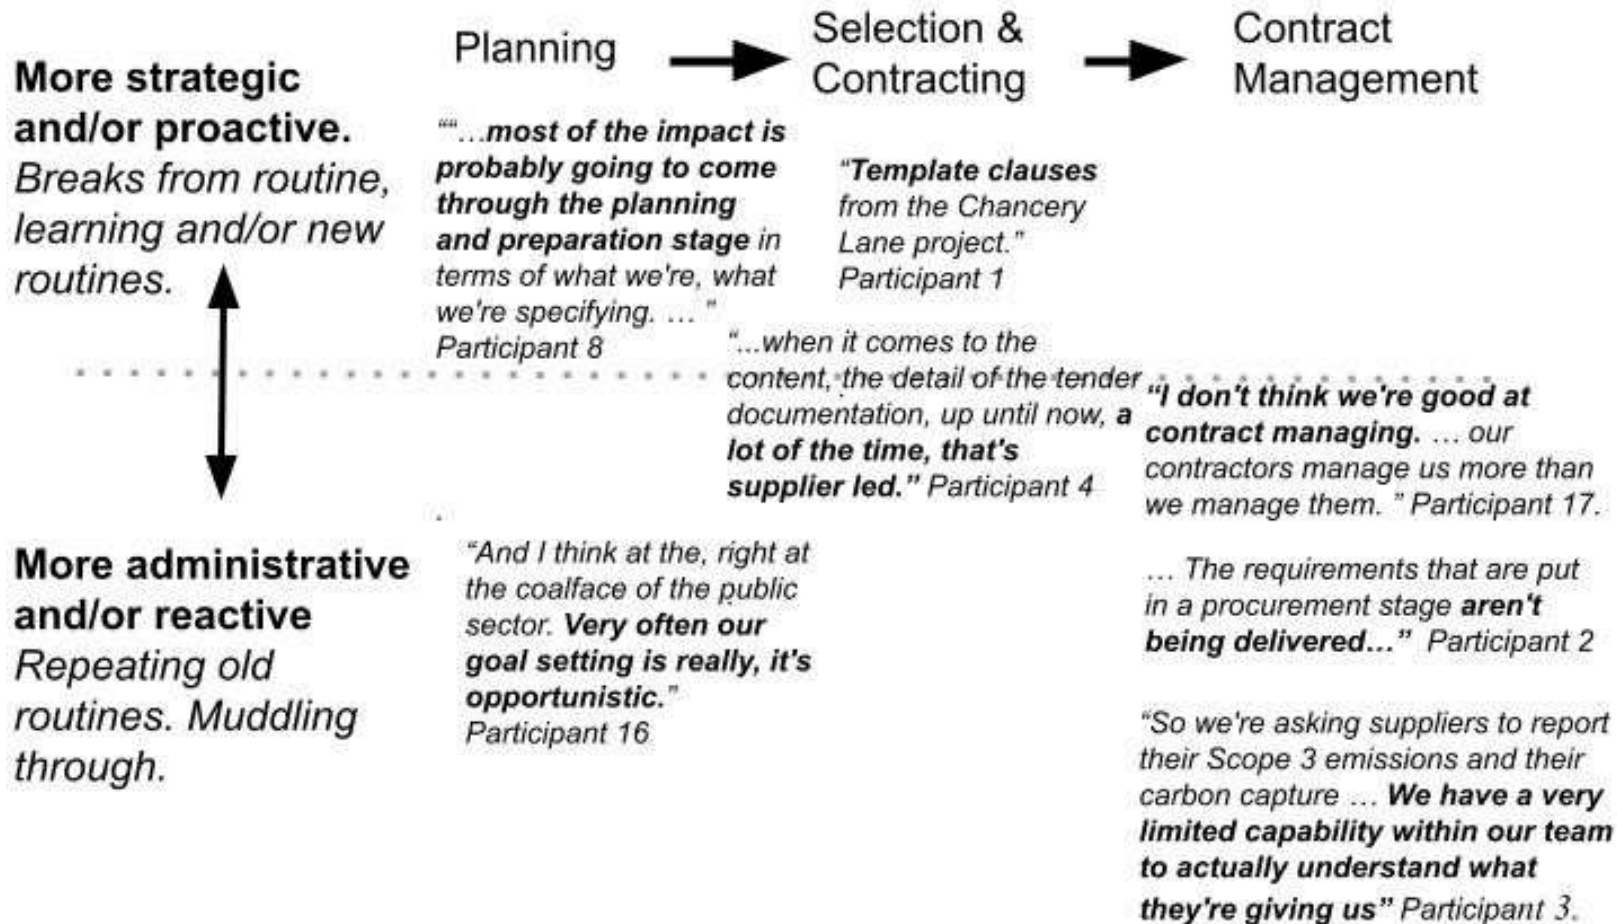 Planning
Selection &
Contracting
Contract
Management
More strategic
and/or proactive.
Breaks from routine,
learning and/or new
routines.
““…most of the impact is
probably going to come
through the planning
and preparation stage in
terms of what we're, what
we're specifying. … ”
Participant 8
“Template clauses
from the Chancery
Lane project.”
Participant 1
“...when it comes to the
content, the detail of the tender
documentation, up until now, a
lot of the time, that's
supplier led.” Participant 4
“I don't think we're good at
contract managing. … our
contractors manage us more than
we manage them. ” Participant 17.
More administrative
and/or reactive
Repeating old
routines. Muddling
through.
“And I think at the, right at
the coalface of the public
sector. Very often our
goal setting is really, it's
opportunistic.”
Participant 16
… The requirements that are put
in a procurement stage aren't
being delivered...” Participant 2
“So we're asking suppliers to report
their Scope 3 emissions and their
carbon capture … We have a very
limited capability within our team
to actually understand what
they're giving us” Participant 3.